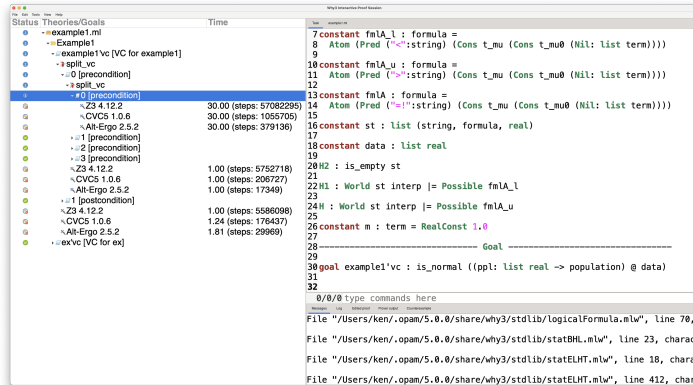 Why3 Interactive Proof Session
File Edit Tools View Help
Status Theories/Goals Time
example1.ml
Example1
example1'vc [VC for example1]
split_vc
0 [precondition]
split_vc
0 [precondition]
Z3 4.12.2 30.00 (steps: 57082295)
CVC5 1.0.6 30.00 (steps: 1055705)
Alt-Ergo 2.5.2 30.00 (steps: 379136)
1 [precondition]
2 [precondition]
3 [precondition]
Z3 4.12.2 1.00 (steps: 5752718)
CVC5 1.0.6 1.00 (steps: 206727)
Alt-Ergo 2.5.2 1.00 (steps: 17349)
1 [postcondition]
Z3 4.12.2 1.00 (steps: 5586098)
CVC5 1.0.6 1.24 (steps: 176437)
Alt-Ergo 2.5.2 1.81 (steps: 29969)
ex'vc [VC for ex]
Task example1.ml
7 constant fmlA_l : formula =
8 Atom (Pred ("<":string) (Cons t_mu (Cons t_mu0 (Nil: list term))))
9
10 constant fmlA_u : formula =
11 Atom (Pred (">":string) (Cons t_mu (Cons t_mu0 (Nil: list term))))
12
13 constant fmlA : formula =
14 Atom (Pred ("=!":string) (Cons t_mu (Cons t_mu0 (Nil: list term))))
15
16 constant st : list (string, formula, real)
17
18 constant data : list real
19
20 H2 : is_empty st
21
22 H1 : World st interp |= Possible fmlA_l
23
24 H : World st interp |= Possible fmlA_u
25
26 constant m : term = RealConst 1.0
27
28 ------------------------------- Goal --------------------------------
29
30 goal example1'vc : is_normal ((ppl: list real -> population) @ data)
31
32
0/0/0 type commands here
Messages Log Edited proof Prover output Counterexample
File "/Users/ken/.opam/5.0.0/share/why3/stdlib/logicalFormula.mlw", line 70,
File "/Users/ken/.opam/5.0.0/share/why3/stdlib/statBHL.mlw", line 23, charac
File "/Users/ken/.opam/5.0.0/share/why3/stdlib/statELHT.mlw", line 18, chara
File "/Users/ken/.opam/5.0.0/share/why3/stdlib/statELHT.mlw", line 412, char